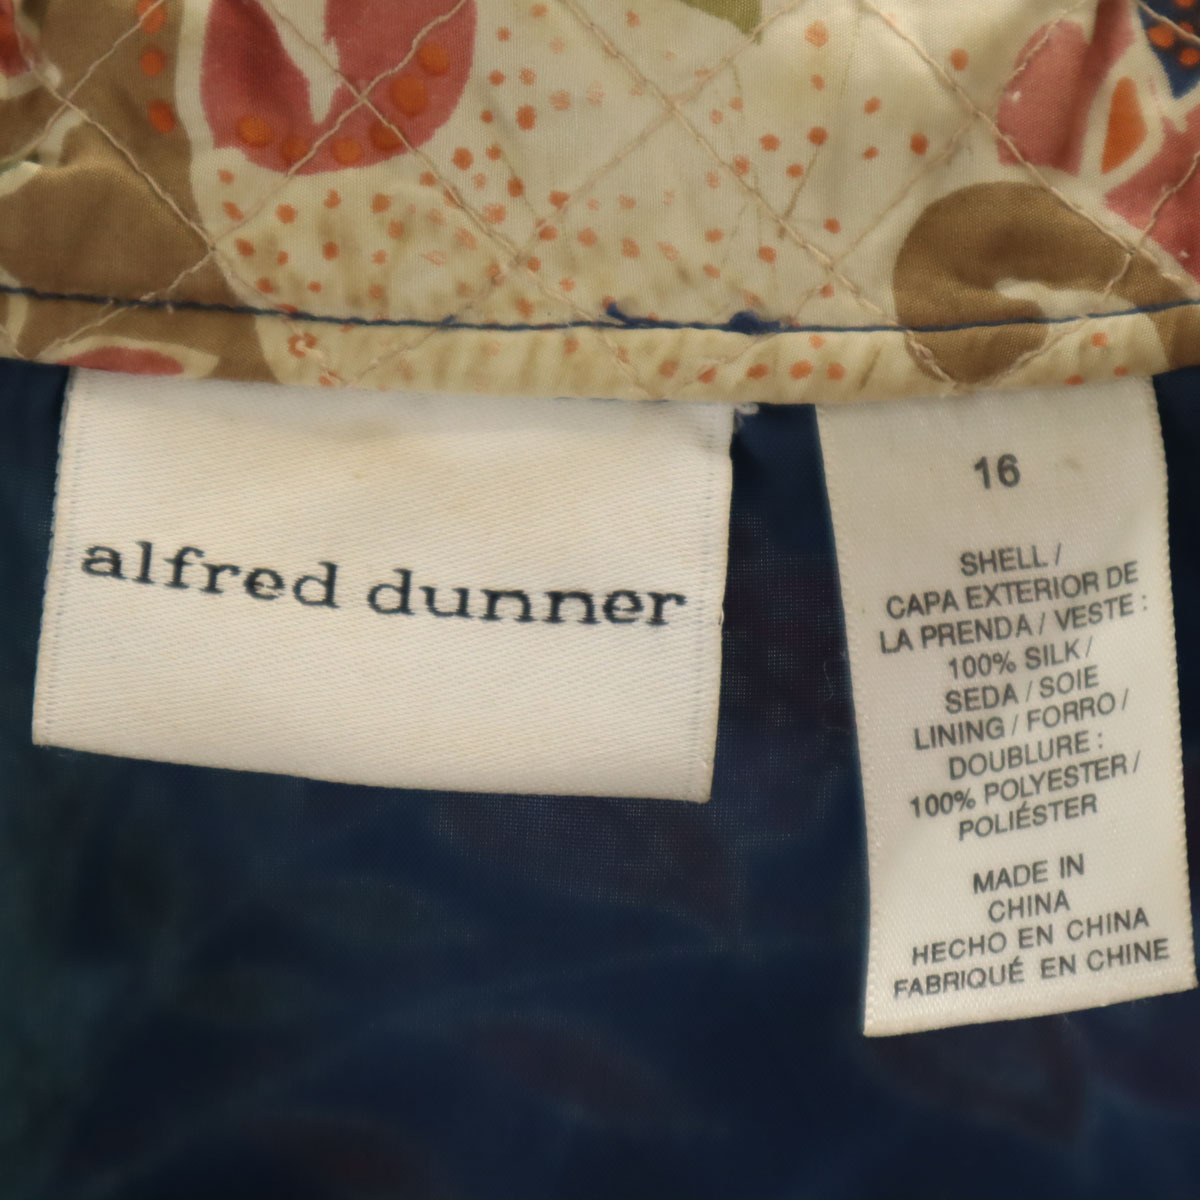 alfred dunner
16
SHELL /
CAPA EXTERIOR DE
LA PRENDA / VESTE :
100% SILK /
SEDA / SOIE
LINING / FORRO /
DOUBLURE :
100% POLYESTER /
POLIÉSTER
MADE IN
CHINA
HECHO EN CHINA
FABRIQUÉ EN CHINE